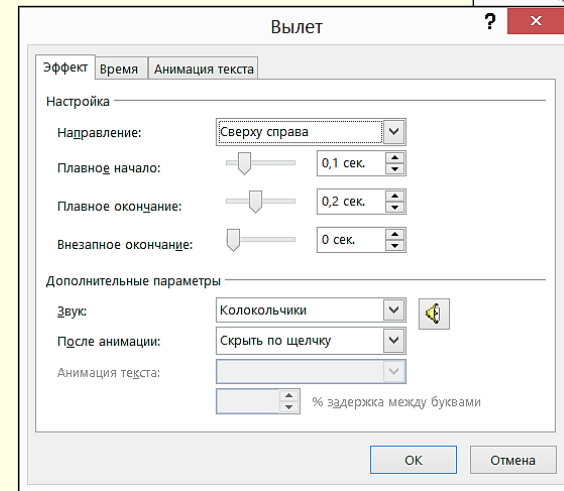 Вылет
?
x
Эффект Время Анимация текста
Настройка
Направление: Сверху справа
Плавное начало: 0,1 сек.
Плавное окончание: 0,2 сек.
Внезапное окончание: 0 сек.
Дополнительные параметры
Звук: Колокольчики
После анимации: Скрыть по щелчку
Анимация текста:
% задержка между буквами
ОК Отмена